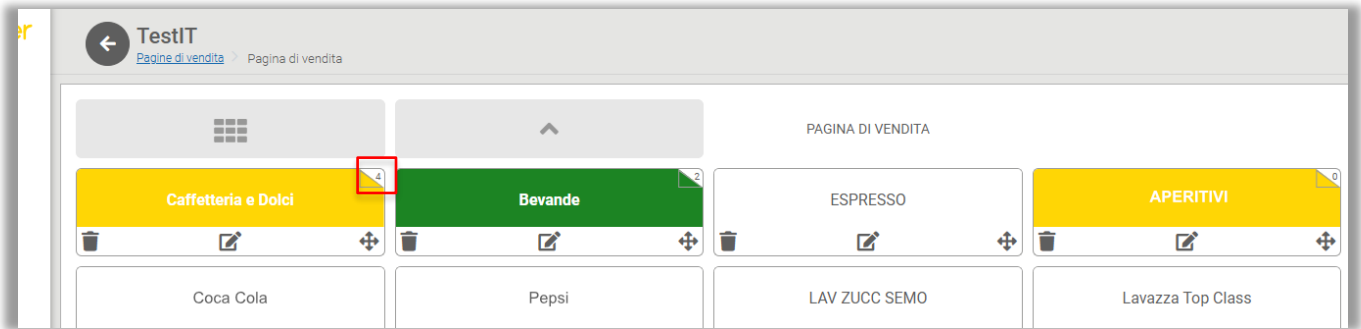 er
TestIT
Pagine di vendita > Pagina di vendita
PAGINA DI VENDITA
4
2
0
Caffetteria e Dolci
Bevande
ESPRESSO
APERITIVI
Coca Cola
Pepsi
LAV ZUCC SEMO
Lavazza Top Class